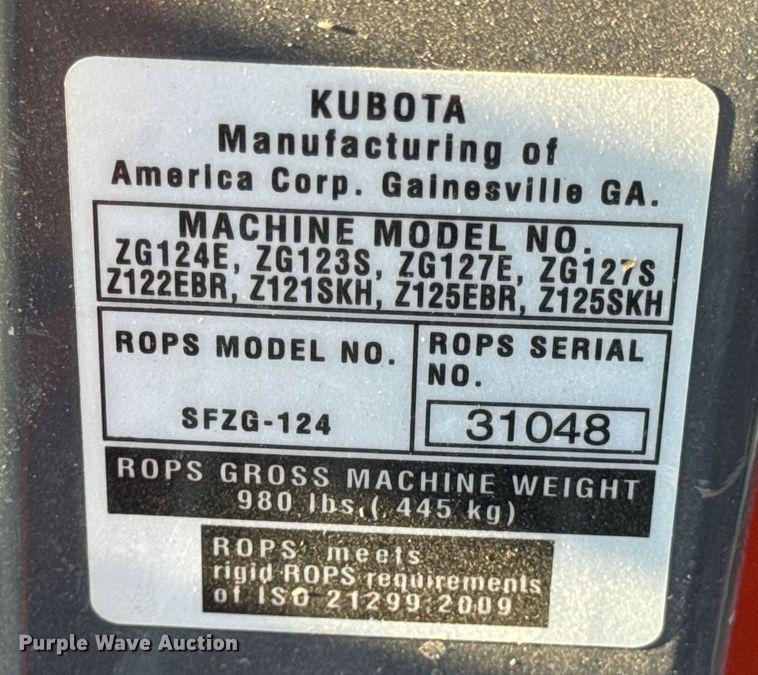 KUBOTA
Manufacturing of
America Corp. Gainesville GA.
MACHINE MODEL NO.
ZG124E, ZG123S, ZG127E, ZG127S
Z122EBR, Z121SKH, Z125EBR, Z125SKH
ROPS MODEL NO.
SFZG-124
ROPS SERIAL
NO.
31048
ROPS GROSS MACHINE WEIGHT
980 lbs.( 445 kg)
ROPS meets
rigid ROPS requirements
of ISO 21299:2009
Purple Wave Auction